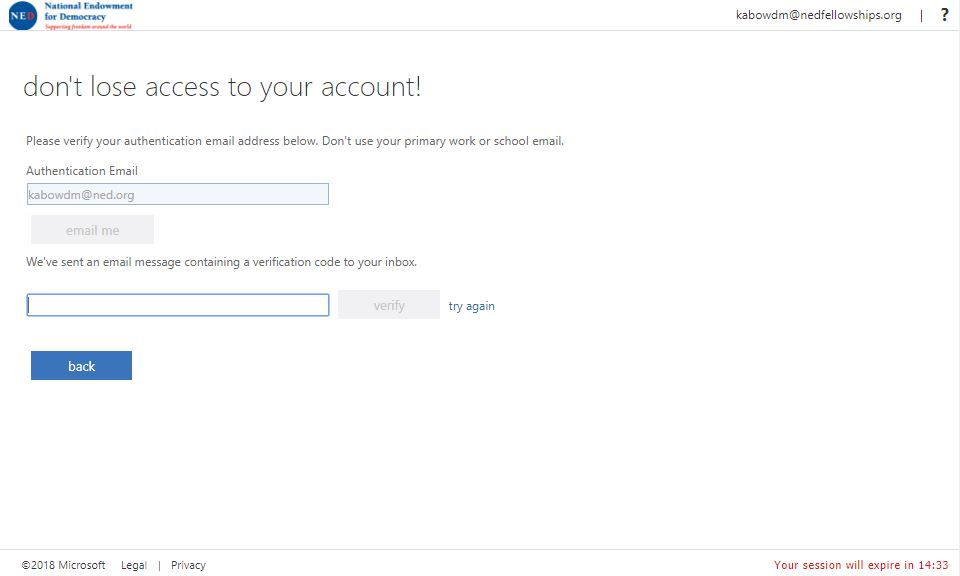 NED National Endowment
for Democracy
Supporting freedom around the world
kabowdm@nedfellowships.org | ?
don't lose access to your account!
Please verify your authentication email address below. Don't use your primary work or school email.
Authentication Email
kabowdm@ned.org
email me
We've sent an email message containing a verification code to your inbox.
verify try again
back
©2018 Microsoft Legal | Privacy Your session will expire in 14:33